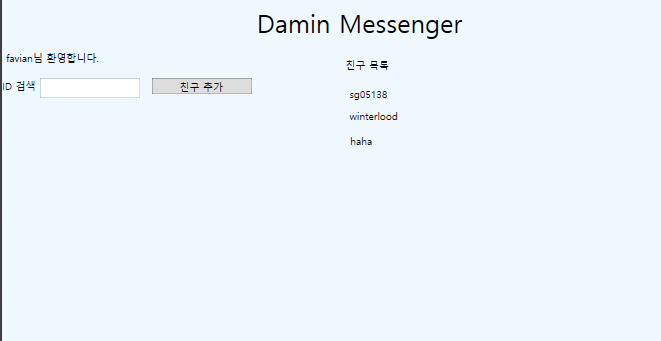 Damin Messenger
favian님 환영합니다.
ID 검색
친구 추가
친구 목록
sg05138
winterlood
haha